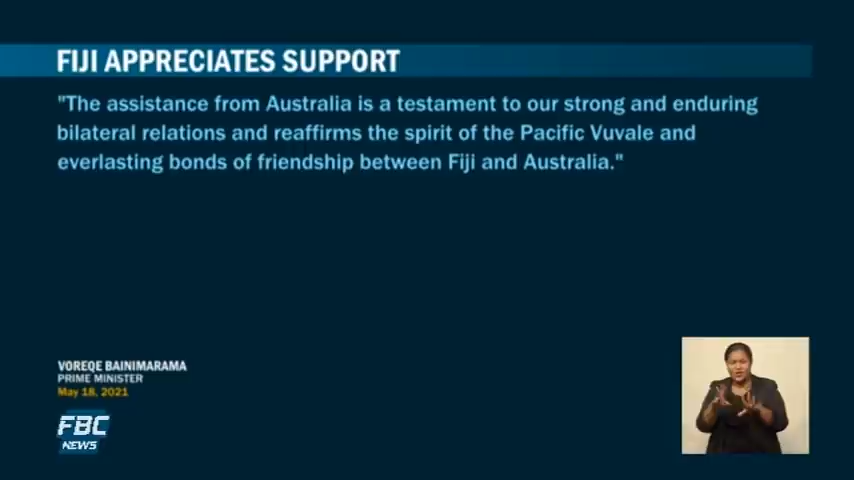 FIJI APPRECIATES SUPPORT
"The assistance from Australia is a testament to our strong and enduring
bilateral relations and reaffirms the spirit of the Pacific Vuvale and
everlasting bonds of friendship between Fiji and Australia."
VOREQE BAINIMARAMA
PRIME MINISTER
May 18, 2021
FBC
NEWS